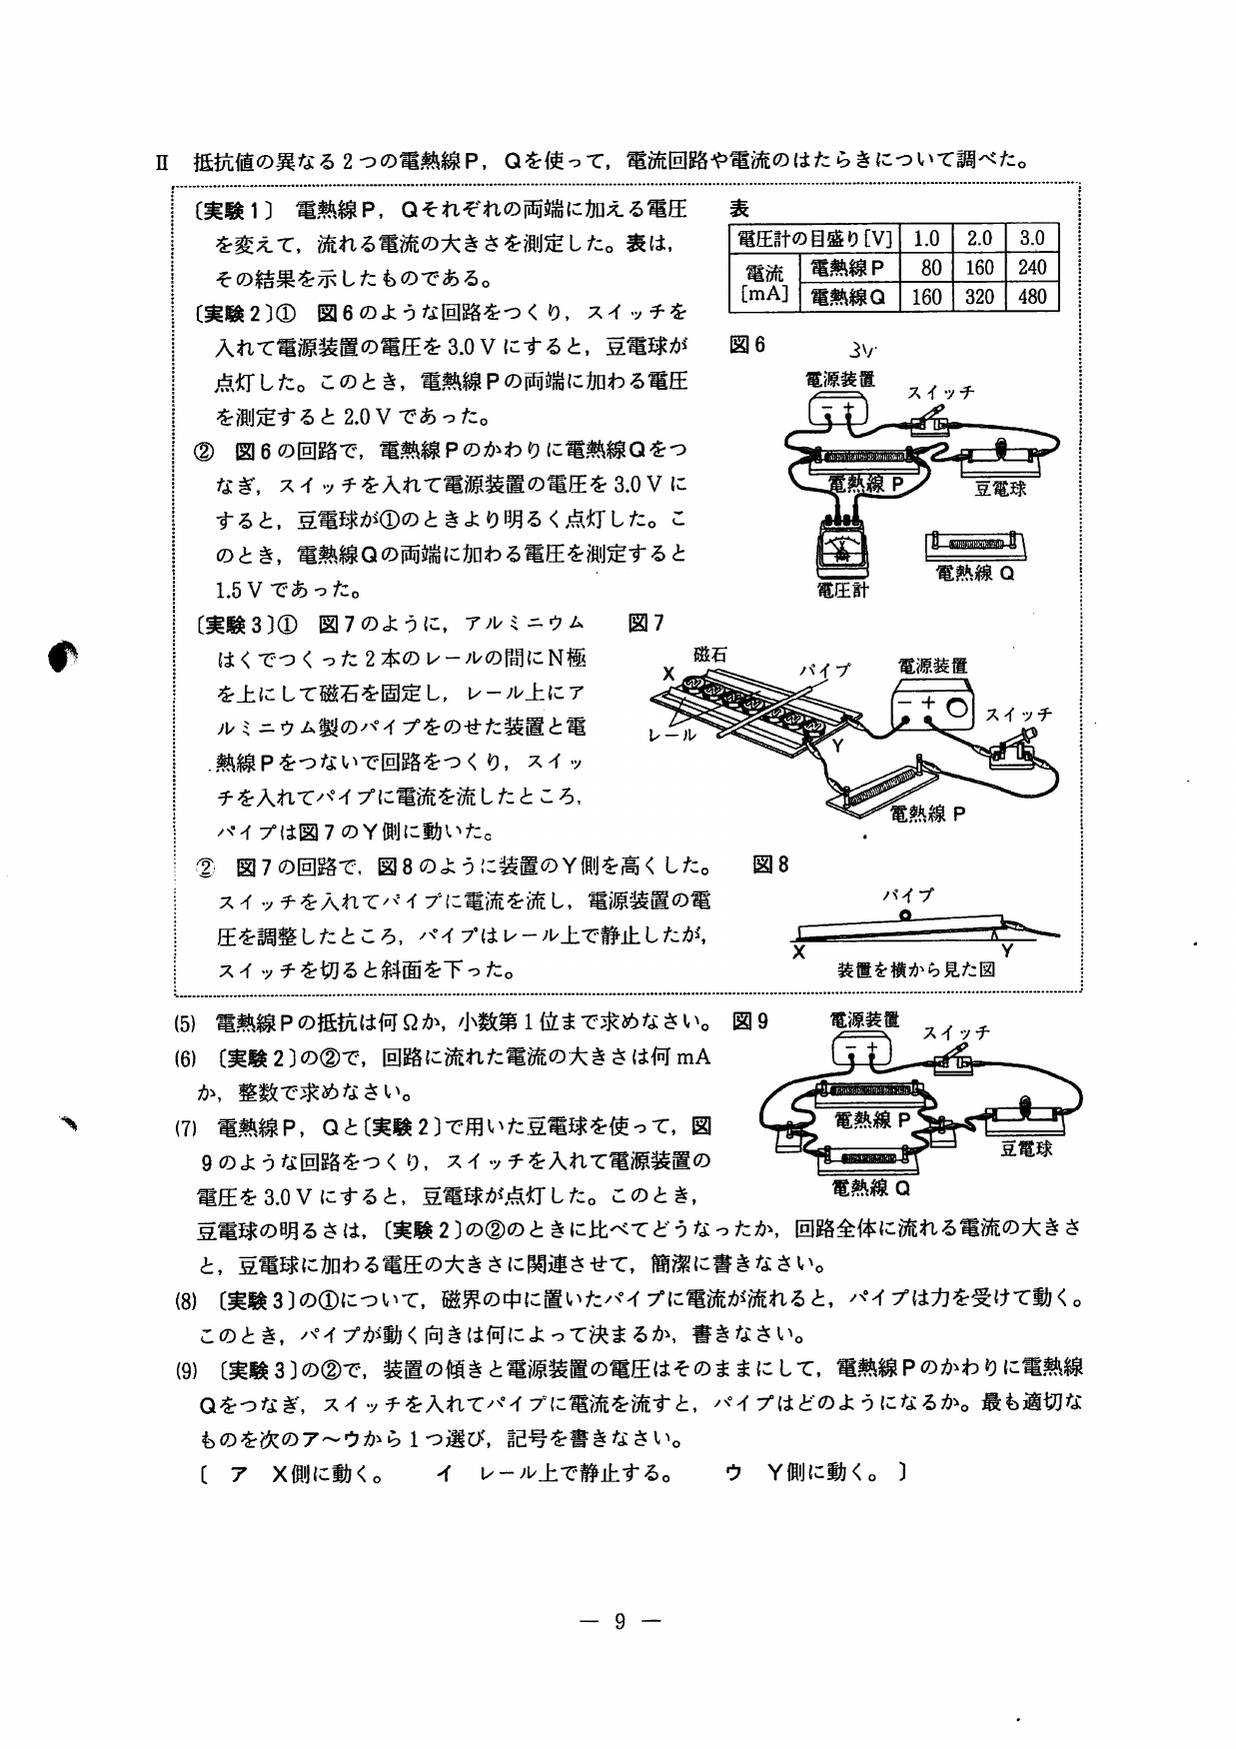 Ⅱ 抵抗値の異なる2つの電熱線P，Qを使って，電流回路や電流のはたらきについて調べた。
〔実験1〕 電熱線P，Qそれぞれの両端に加える電圧
を変えて，流れる電流の大きさを測定した。表は，
その結果を示したものである。
〔実験2〕① 図6のような回路をつくり，スイッチを
入れて電源装置の電圧を3.0Vにすると，豆電球が
点灯した。このとき，電熱線Pの両端に加わる電圧
を測定すると2.0Vであった。
② 図6の回路で，電熱線Pのかわりに電熱線Qをつ
なぎ，スイッチを入れて電源装置の電圧を3.0Vに
すると，豆電球が①のときより明るく点灯した。こ
のとき，電熱線Qの両端に加わる電圧を測定すると
1.5Vであった。
表
電圧計の目盛り[V] 1.0 2.0 3.0
電流[mA] 電熱線P 80 160 240
電熱線Q 160 320 480
図6
3V
電源装置
スイッチ
− +
電熱線 P
豆電球
V
電熱線 Q
電圧計
〔実験3〕① 図7のように，アルミニウム
はくでつくった2本のレールの間にN極
を上にして磁石を固定し，レール上にア
ルミニウム製のパイプをのせた装置と電
熱線Pをつないで回路をつくり，スイッ
チを入れてパイプに電流を流したところ，
パイプは図7のY側に動いた。
図7
磁石
X
パイプ
電源装置
− +
スイッチ
レール
Y
電熱線 P
② 図7の回路で，図8のように装置のY側を高くした。
スイッチを入れてパイプに電流を流し，電源装置の電
圧を調整したところ，パイプはレール上で静止したが，
スイッチを切ると斜面を下った。
図8
パイプ
X
Y
装置を横から見た図
(5) 電熱線Pの抵抗は何Ωか，小数第1位まで求めなさい。
(6) 〔実験2〕の②で，回路に流れた電流の大きさは何mA
か，整数で求めなさい。
(7) 電熱線P，Qと〔実験2〕で用いた豆電球を使って，図
9のような回路をつくり，スイッチを入れて電源装置の
電圧を3.0Vにすると，豆電球が点灯した。このとき，
豆電球の明るさは，〔実験2〕の②のときに比べてどうなったか，回路全体に流れる電流の大きさ
と，豆電球に加わる電圧の大きさに関連させて，簡潔に書きなさい。
図9
電源装置
スイッチ
− +
電熱線 P
豆電球
電熱線 Q
(8) 〔実験3〕の①について，磁界の中に置いたパイプに電流が流れると，パイプは力を受けて動く。
このとき，パイプが動く向きは何によって決まるか，書きなさい。
(9) 〔実験3〕の②で，装置の傾きと電源装置の電圧はそのままにして，電熱線Pのかわりに電熱線
Qをつなぎ，スイッチを入れてパイプに電流を流すと，パイプはどのようになるか。最も適切な
ものを次のア～ウから1つ選び，記号を書きなさい。
〔 ア X側に動く。 イ レール上で静止する。 ウ Y側に動く。 〕
— 9 —